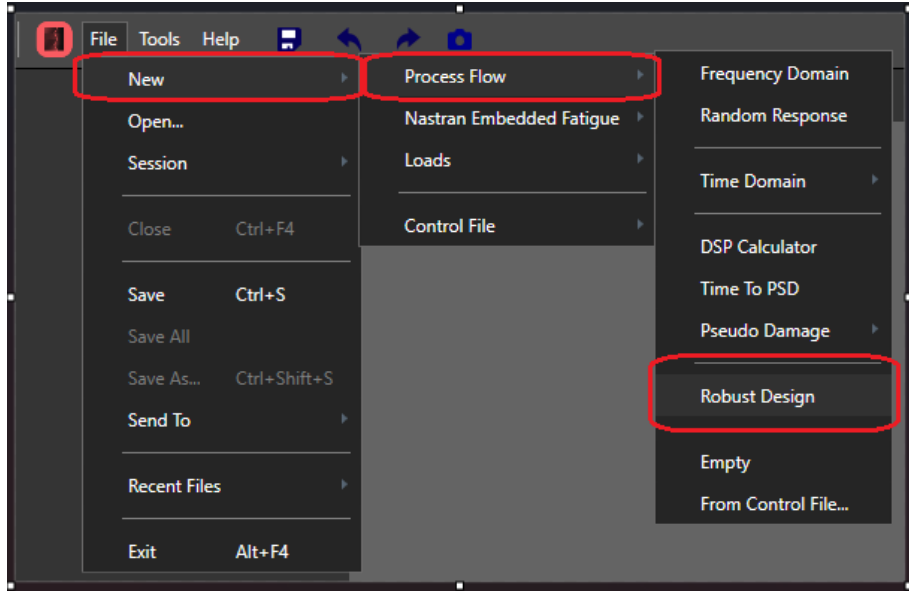 File Tools Help
New
Open...
Session
Close Ctrl+F4
Save Ctrl+S
Save All
Save As... Ctrl+Shift+S
Send To
Recent Files
Exit Alt+F4
Process Flow
Nastran Embedded Fatigue
Loads
Control File
Frequency Domain
Random Response
Time Domain
DSP Calculator
Time To PSD
Pseudo Damage
Robust Design
Empty
From Control File...